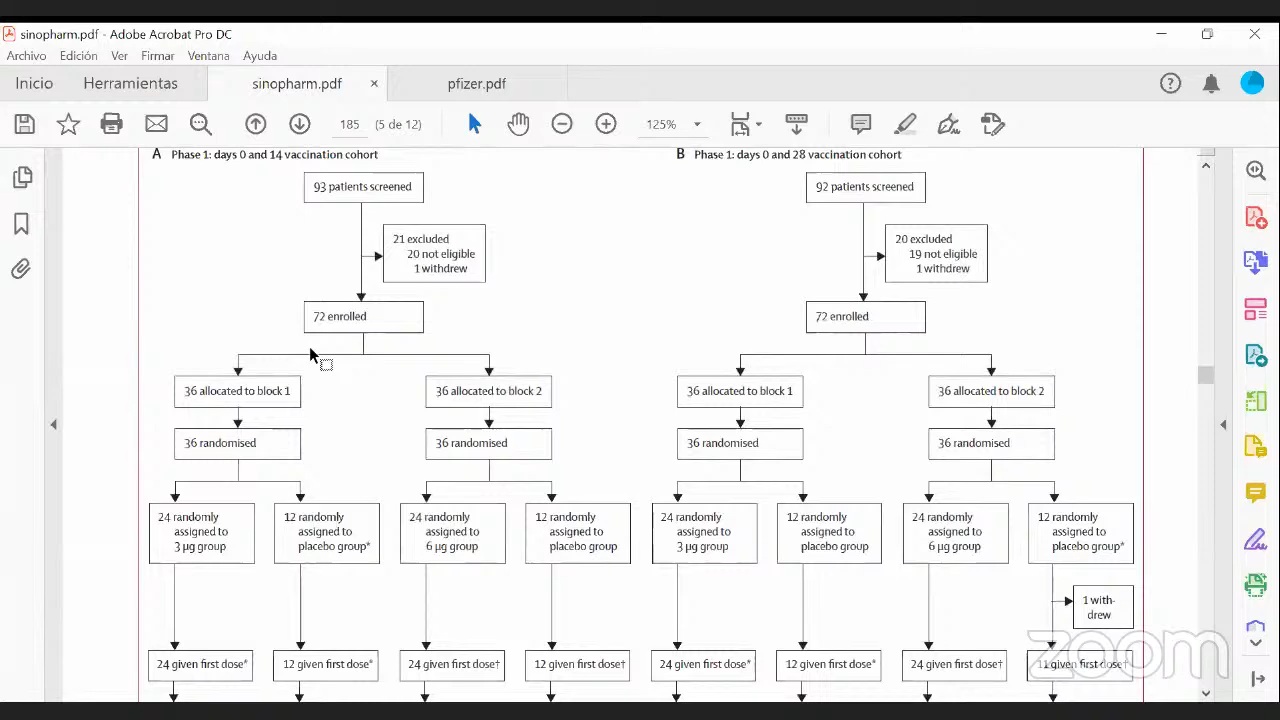 sinopharm.pdf - Adobe Acrobat Pro DC
Archivo Edición Ver Firmar Ventana Ayuda
Inicio Herramientas sinopharm.pdf × pfizer.pdf
185 (5 de 12) 125%
A Phase 1: days 0 and 14 vaccination cohort
93 patients screened
21 excluded
20 not eligible
1 withdrew
72 enrolled
36 allocated to block 1
36 allocated to block 2
36 randomised
36 randomised
24 randomly
assigned to
3 µg group
12 randomly
assigned to
placebo group*
24 randomly
assigned to
6 µg group
12 randomly
assigned to
placebo group
24 given first dose*
12 given first dose*
24 given first dose†
12 given first dose†
B Phase 1: days 0 and 28 vaccination cohort
92 patients screened
20 excluded
19 not eligible
1 withdrew
72 enrolled
36 allocated to block 1
36 allocated to block 2
36 randomised
36 randomised
24 randomly
assigned to
3 µg group
12 randomly
assigned to
placebo group
24 randomly
assigned to
6 µg group
12 randomly
assigned to
placebo group*
1 with-
drew
24 given first dose*
12 given first dose*
24 given first dose†
11 given first dose†
zoom